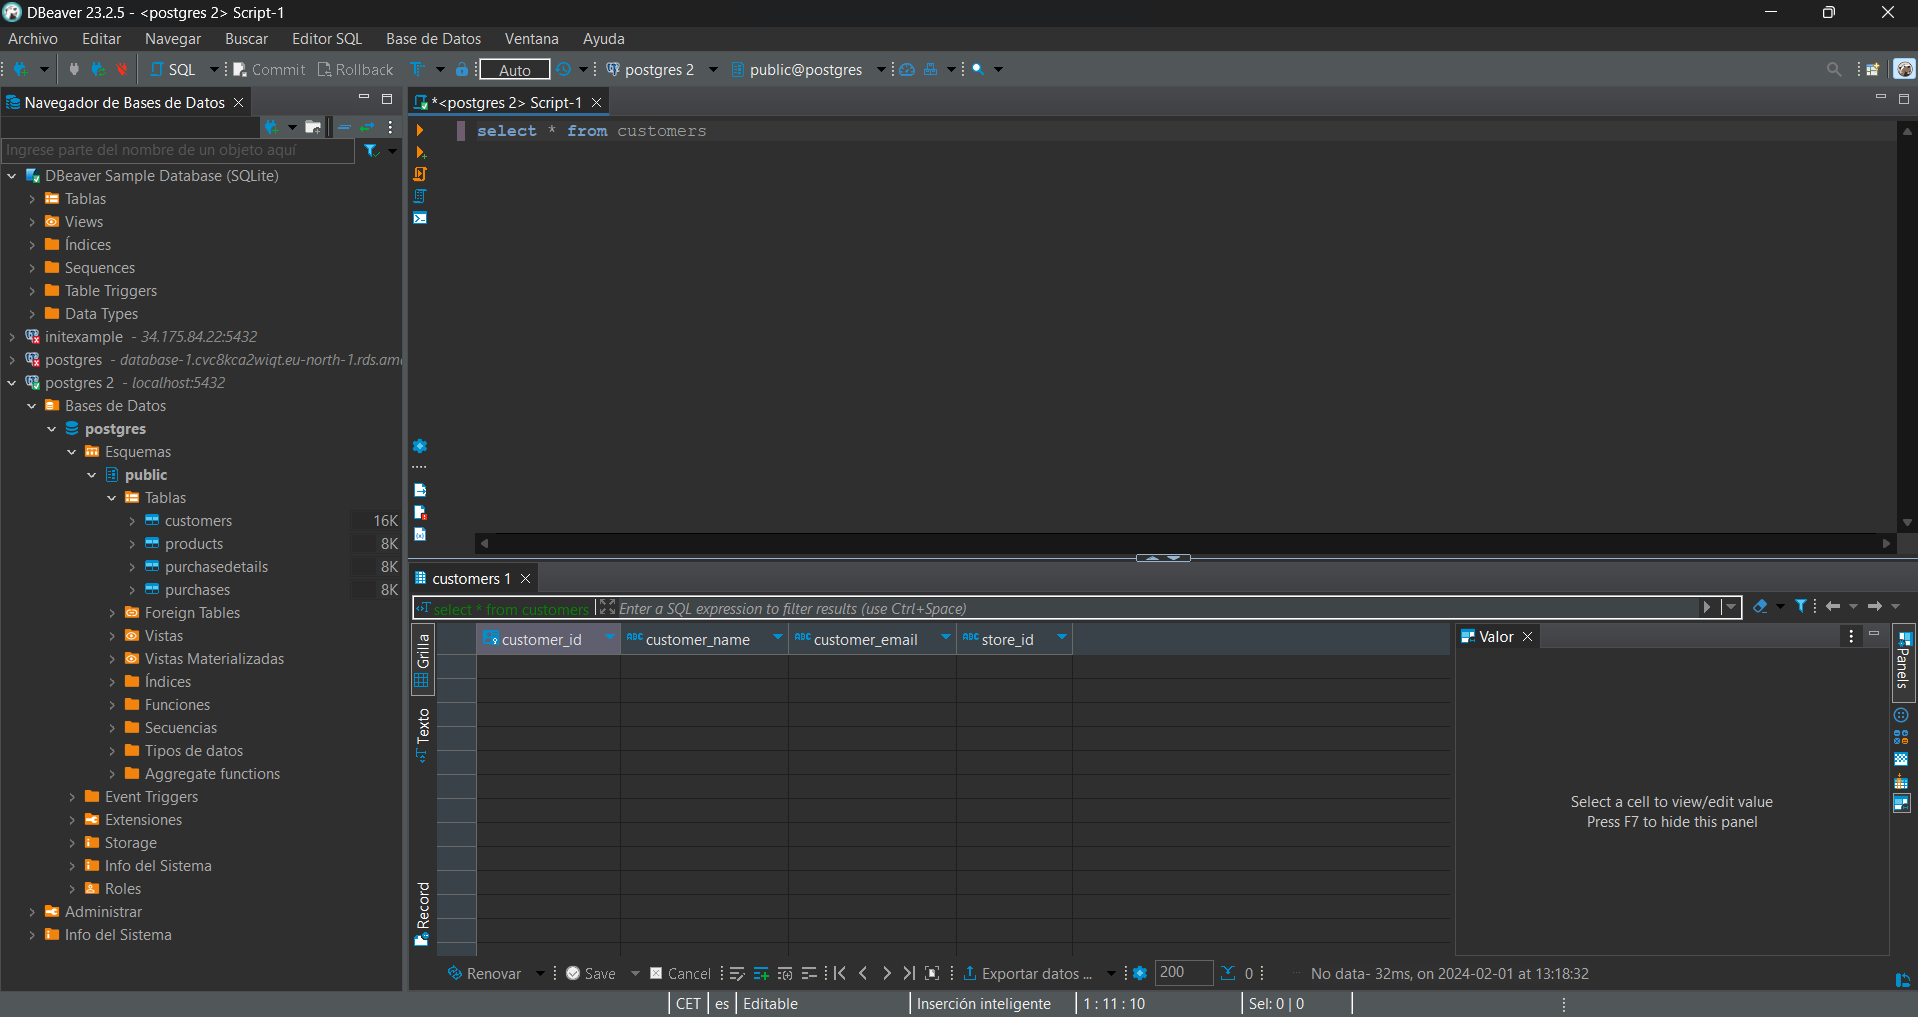 DBeaver 23.2.5 - <postgres 2> Script-1
Archivo Editar Navegar Buscar Editor SQL Base de Datos Ventana Ayuda
SQL Commit Rollback Auto postgres 2 public@postgres
Navegador de Bases de Datos
Ingrese parte del nombre de un objeto aquí
DBeaver Sample Database (SQLite)
Tablas
Views
Índices
Sequences
Table Triggers
Data Types
initexample - 34.175.84.22:5432
postgres - database-1.cvc8kca2wiqt.eu-north-1.rds.am
postgres 2 - localhost:5432
Bases de Datos
postgres
Esquemas
public
Tablas
customers 16K
products 8K
purchasedetails 8K
purchases 8K
Foreign Tables
Vistas
Vistas Materializadas
Índices
Funciones
Secuencias
Tipos de datos
Aggregate functions
Event Triggers
Extensiones
Storage
Info del Sistema
Roles
Administrar
Info del Sistema
*<postgres 2> Script-1
select * from customers
customers 1
select * from customers Enter a SQL expression to filter results (use Ctrl+Space)
Grilla
Texto
Record
customer_id ABC customer_name ABC customer_email ABC store_id
Valor
Select a cell to view/edit value
Press F7 to hide this panel
Panels
Renovar Save Cancel Exportar datos ... 200 0 No data - 32ms, on 2024-02-01 at 13:18:32
CET es Editable Inserción inteligente 1 : 11 : 10 Sel: 0 | 0